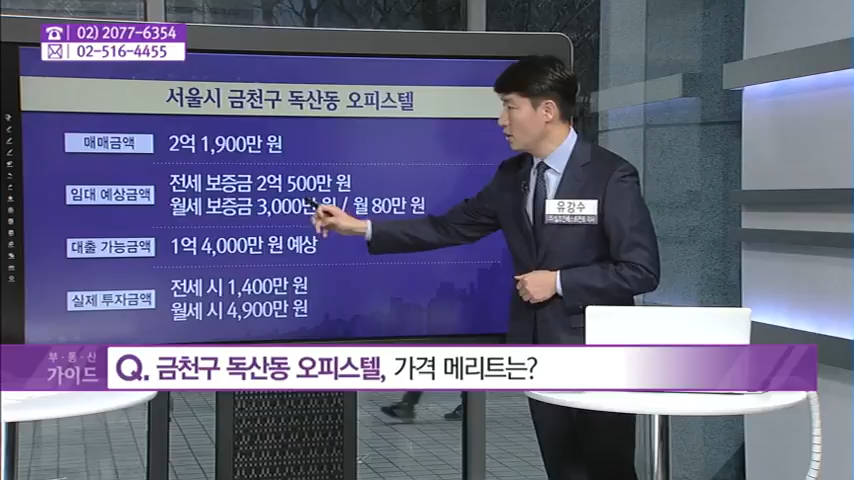 02) 2077-6354
02-516-4455
서울시 금천구 독산동 오피스텔
매매금액
2억 1,900만 원
임대 예상금액
전세 보증금 2억 500만 원
월세 보증금 3,000만 원 / 월 80만 원
대출 가능금액
1억 4,000만 원 예상
실제 투자금액
전세 시 1,400만 원
월세 시 4,900만 원
유강수
부·동·산
가이드
Q. 금천구 독산동 오피스텔, 가격 메리트는?